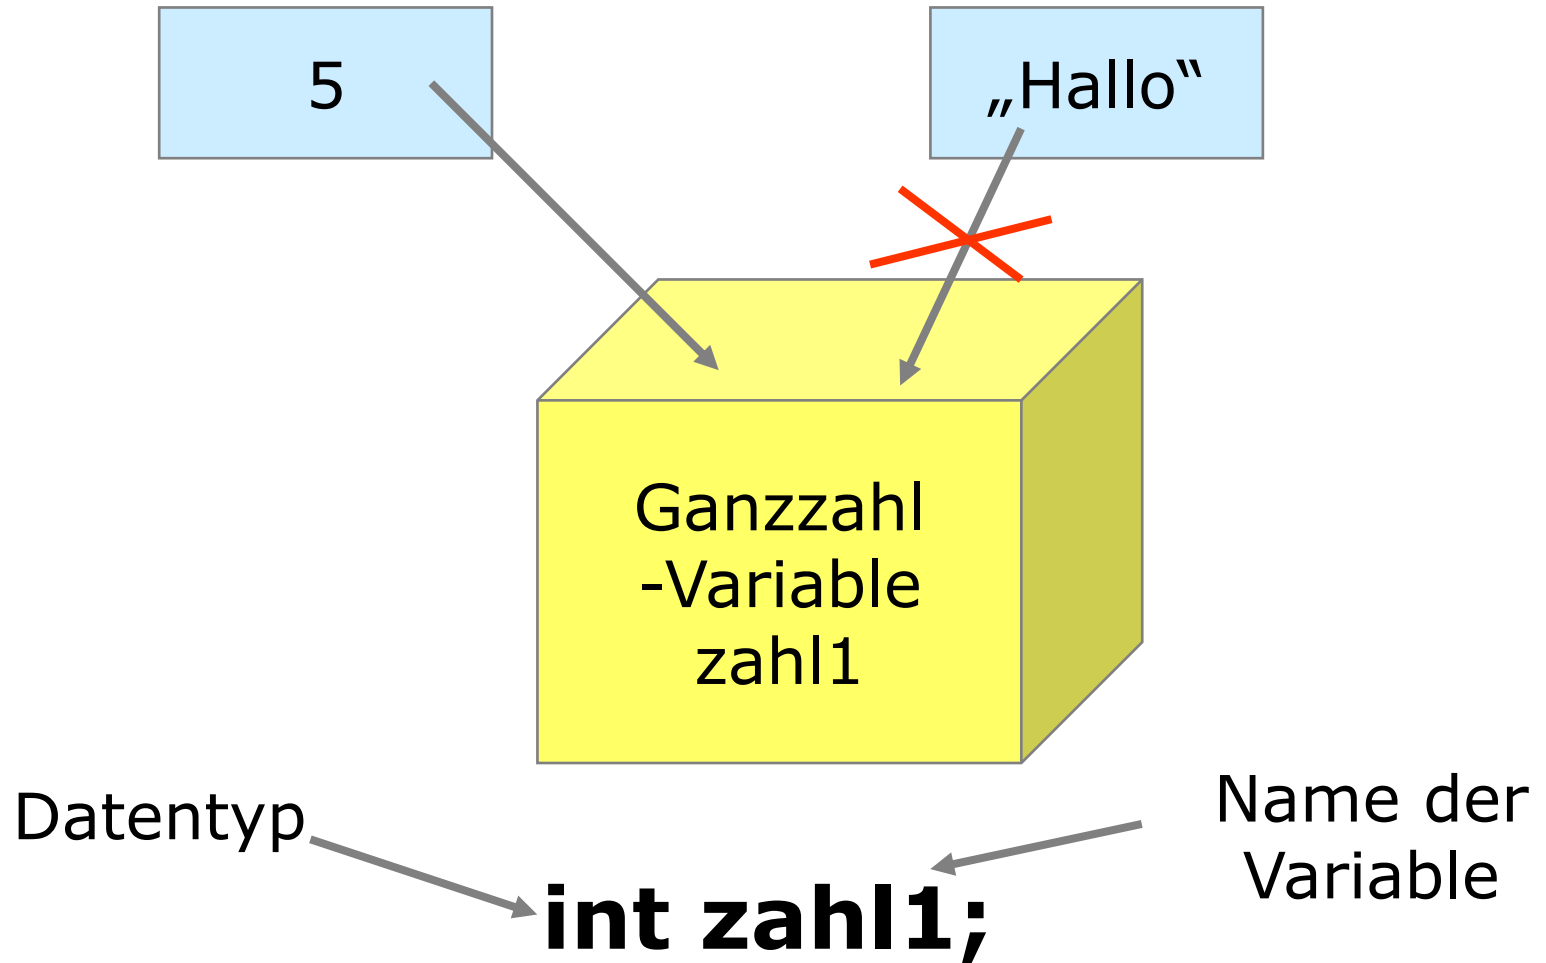 5
„Hallo“
Ganzzahl
-Variable
zahl1
Datentyp
Name der
Variable
int zahl1;